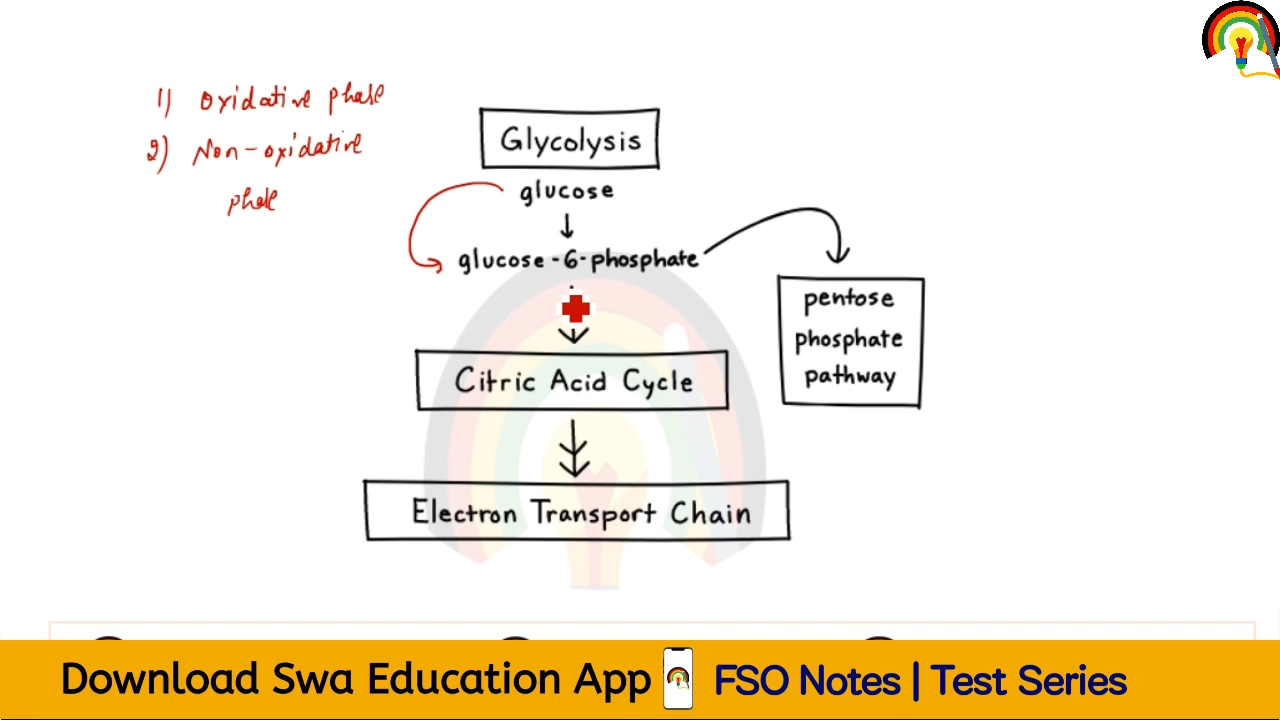 1) Oxidative phase
2) Non-oxidative
phase
Glycolysis
glucose
glucose-6-phosphate
pentose
phosphate
pathway
Citric Acid Cycle
Electron Transport Chain
Download Swa Education App FSO Notes | Test Series